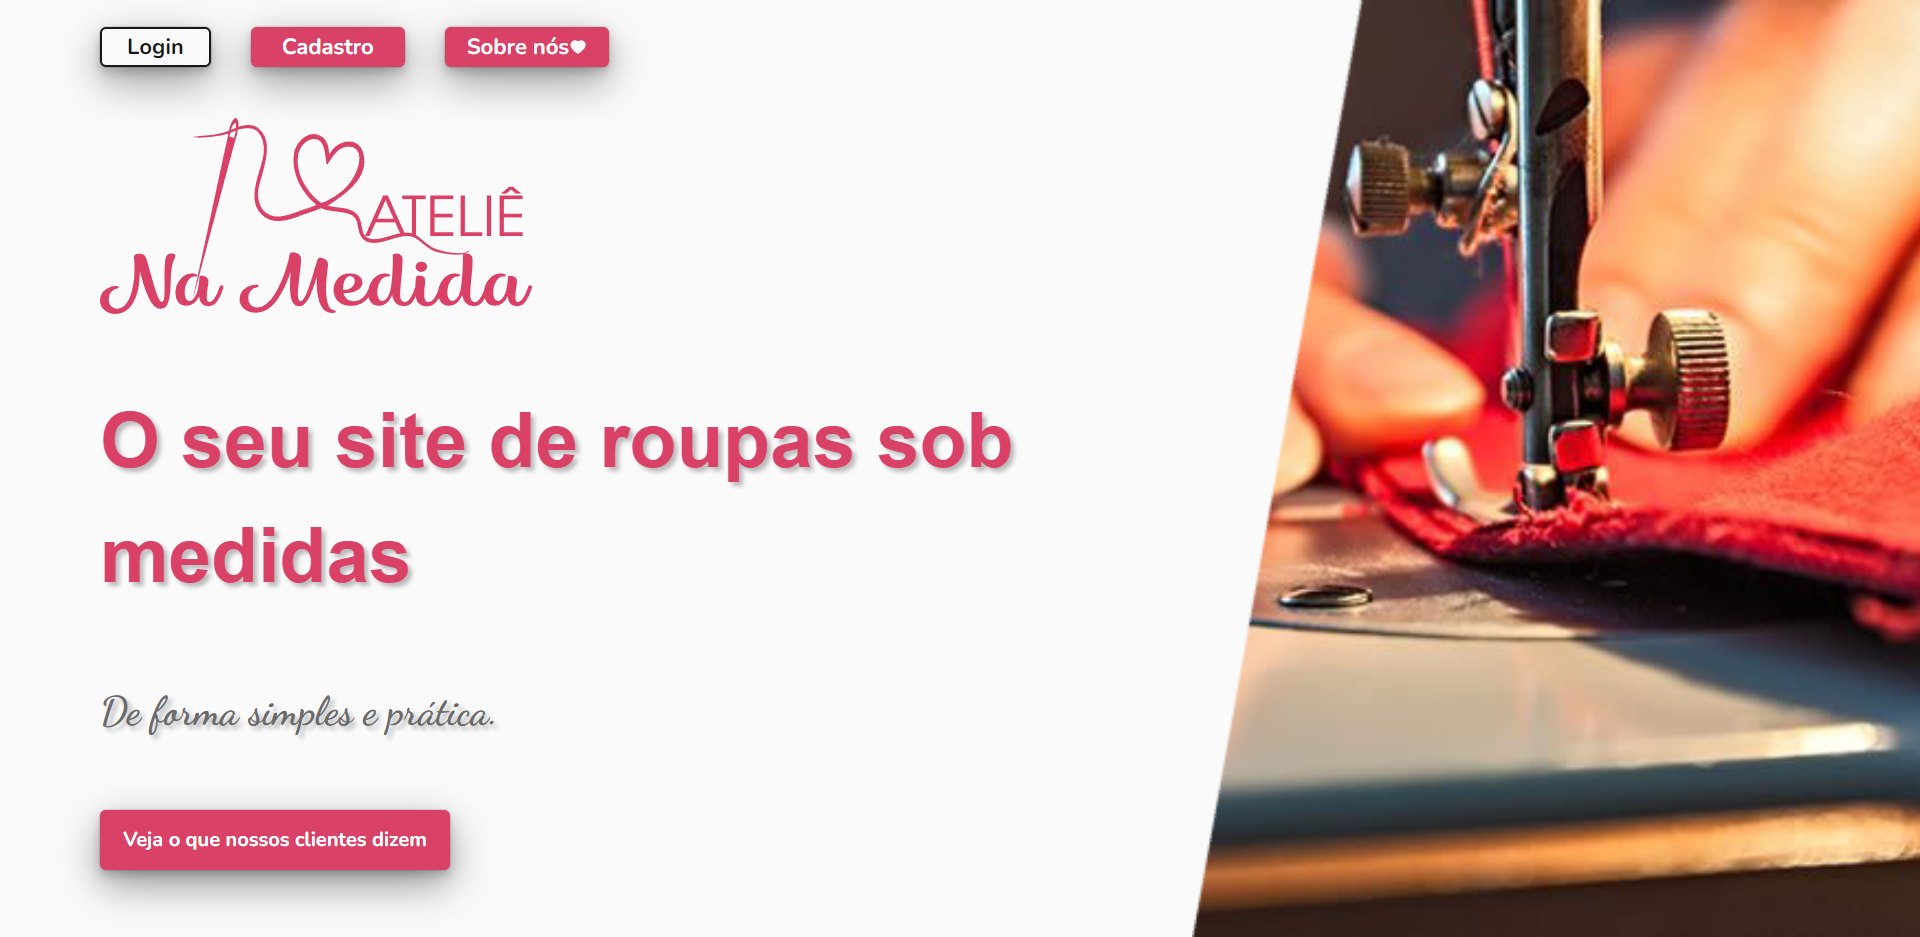 Login
Cadastro
Sobre nós
ATELIÊ
Na Medida
O seu site de roupas sob
medidas
De forma simples e prática.
Veja o que nossos clientes dizem